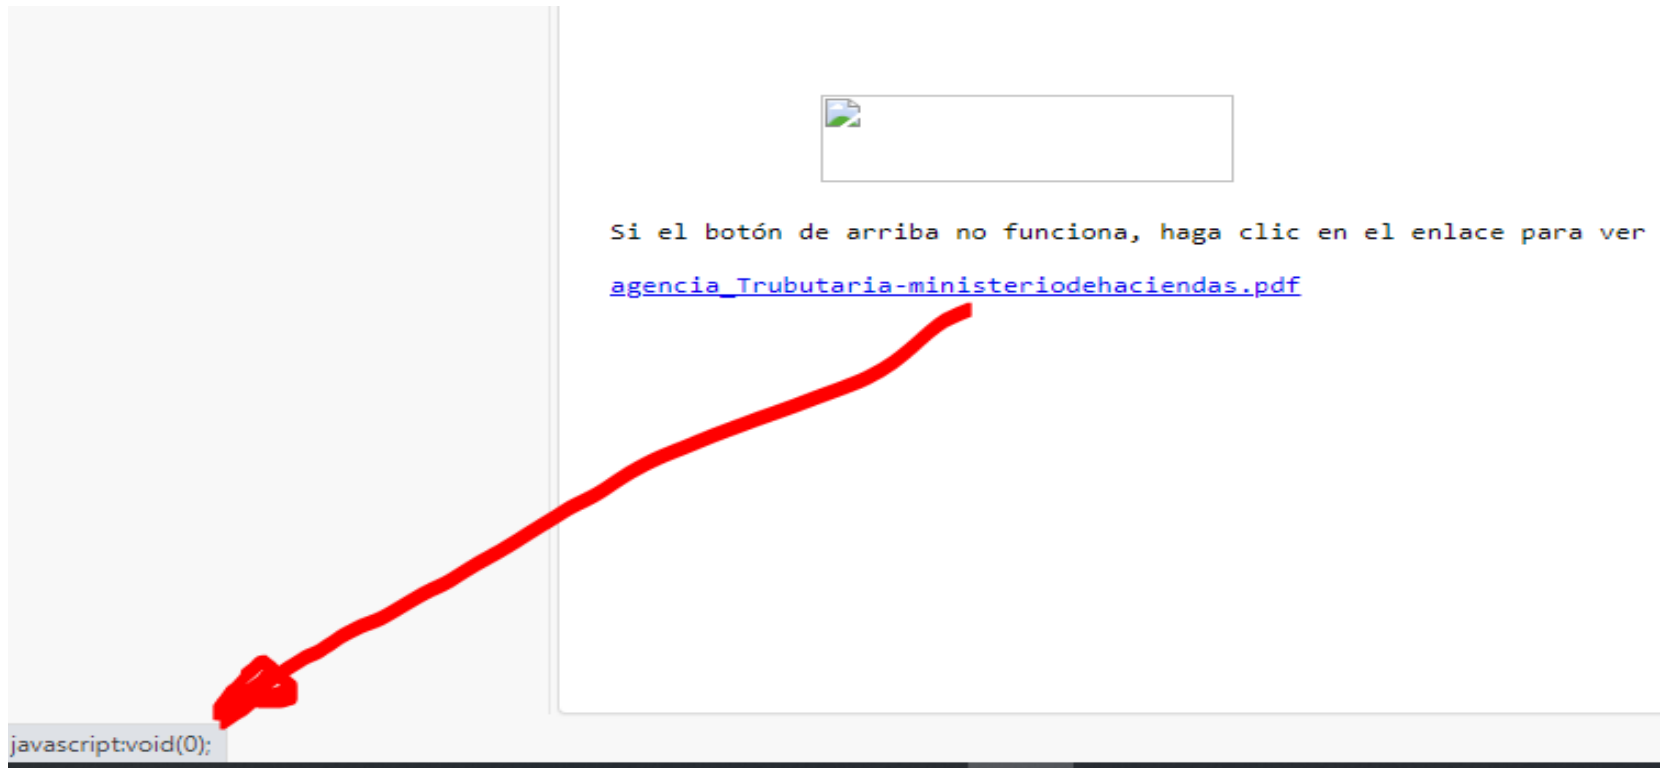 Si el botón de arriba no funciona, haga clic en el enlace para ver
agencia_Trubutaria-ministeriodehaciendas.pdf
javascript:void(0);